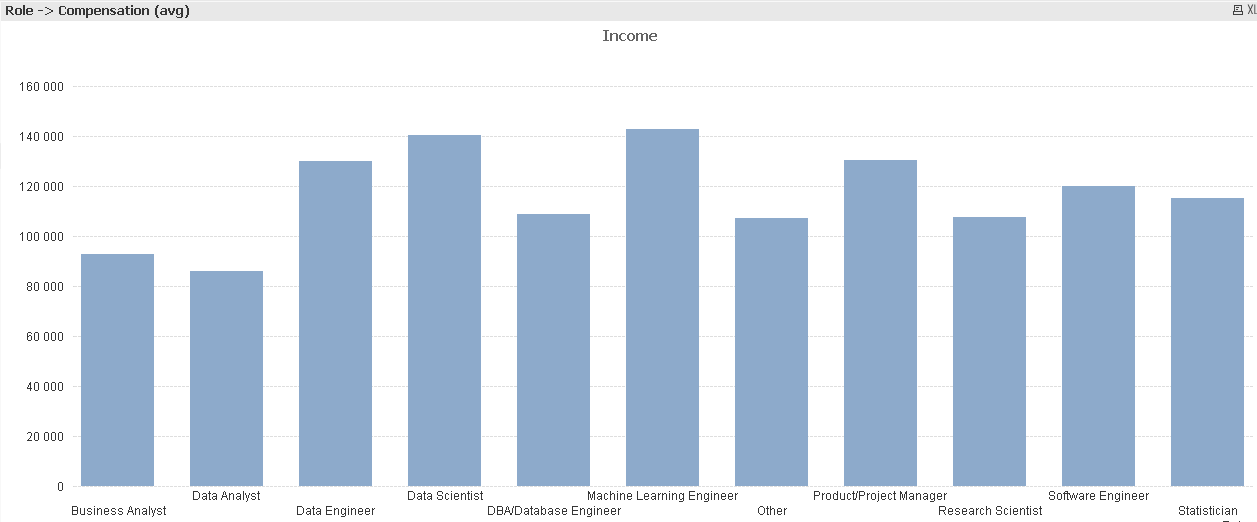 Role -> Compensation (avg)
XL
Income
160 000
140 000
120 000
100 000
80 000
60 000
40 000
20 000
0
Data Analyst Data Scientist Machine Learning Engineer Product/Project Manager Software Engineer
Business Analyst Data Engineer DBA/Database Engineer Other Research Scientist Statistician